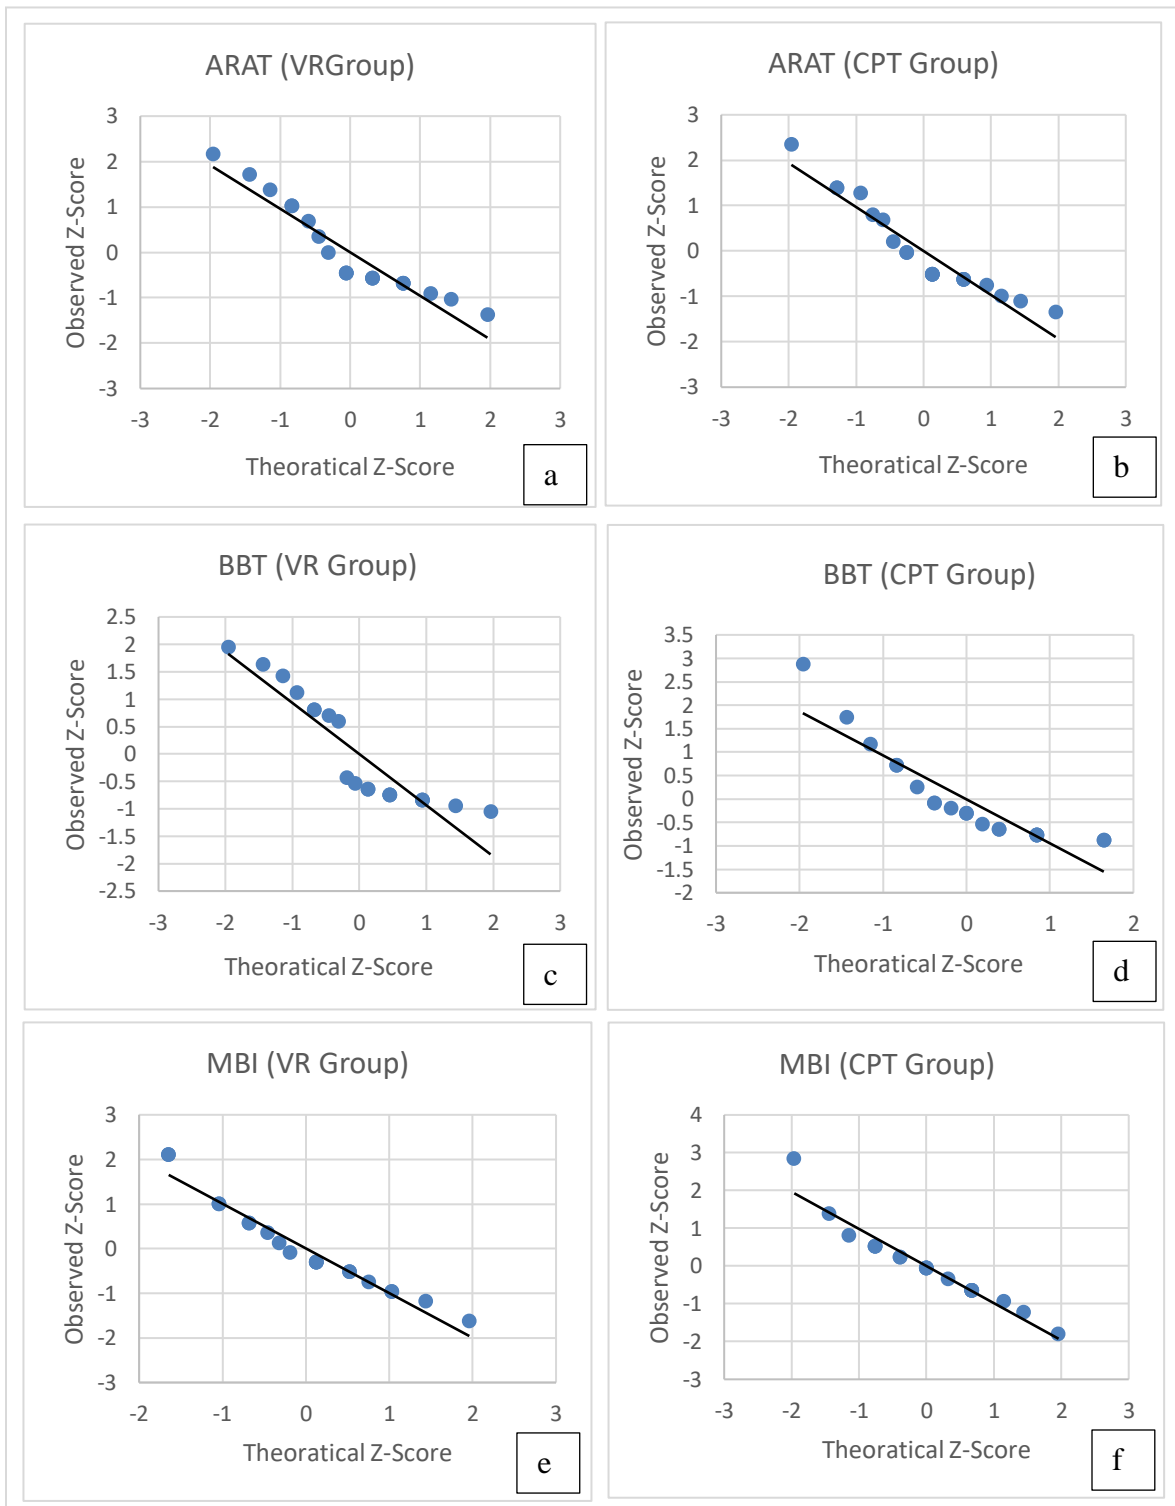 ARAT (VRGroup)
3
2
1
0
-1
-2
-3
-3 -2 -1 0 1 2 3
Observed Z-Score
Theoratical Z-Score
a
ARAT (CPT Group)
3
2
1
0
-1
-2
-3
-3 -2 -1 0 1 2 3
Observed Z-Score
Theoratical Z-Score
b
BBT (VR Group)
2.5
2
1.5
1
0.5
0
-0.5
-1
-1.5
-2
-2.5
-3 -2 -1 0 1 2 3
Observed Z-Score
Theoratical Z-Score
c
BBT (CPT Group)
3.5
3
2.5
2
1.5
1
0.5
0
-0.5
-1
-1.5
-2
-3 -2 -1 0 1 2
Observed Z-Score
Theoratical Z-Score
d
MBI (VR Group)
3
2
1
0
-1
-2
-3
-2 -1 0 1 2 3
Observed Z-Score
Theoratical Z-Score
e
MBI (CPT Group)
4
3
2
1
0
-1
-2
-3
-3 -2 -1 0 1 2 3
Observed Z-Score
Theoratical Z-Score
f